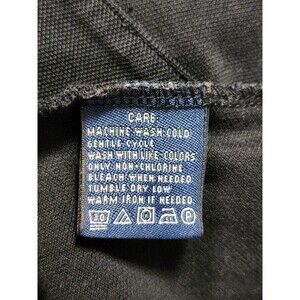 CARE:
MACHINE WASH COLD
GENTLE CYCLE
WASH WITH LIKE COLORS
ONLY NON-CHLORINE
BLEACH WHEN NEEDED
TUMBLE DRY LOW
WARM IRON IF NEEDED
30 P